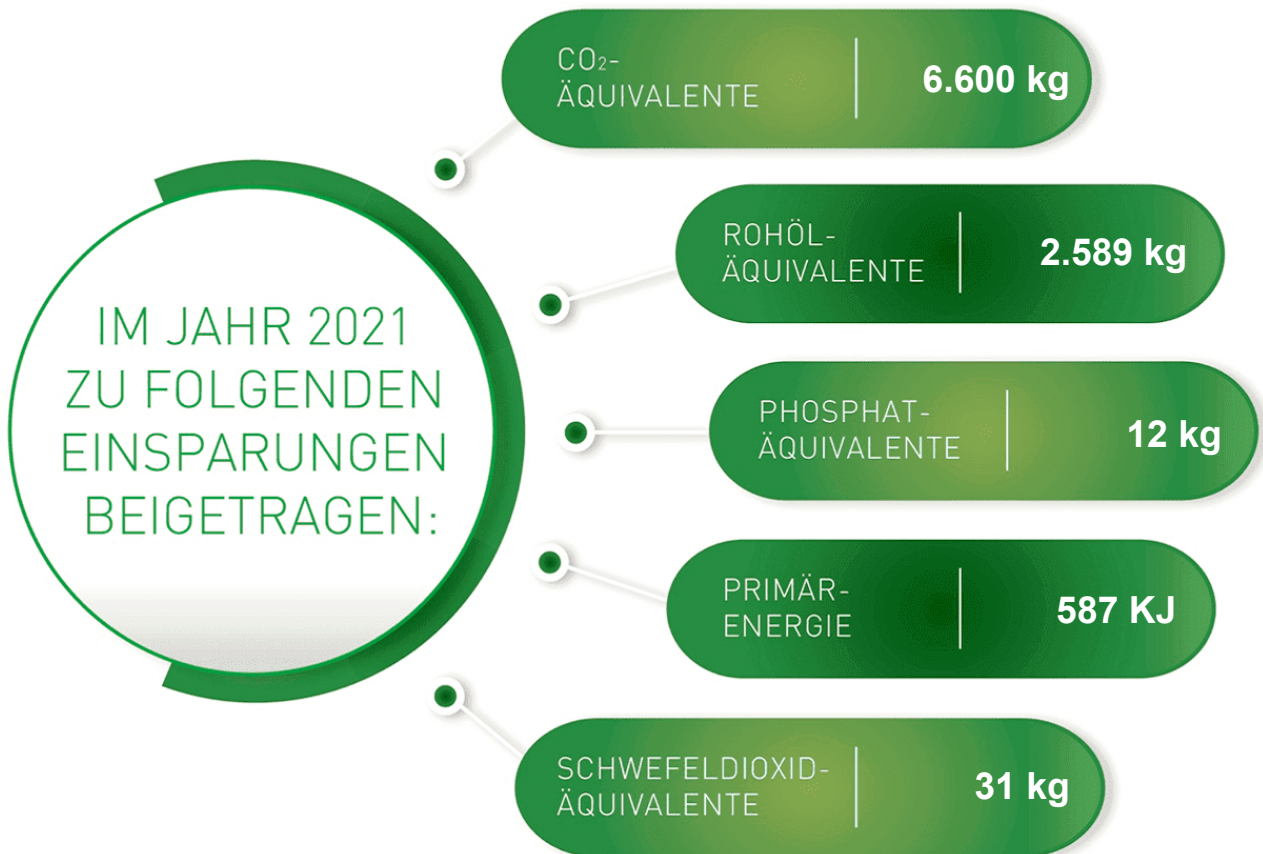 IM JAHR 2021
ZU FOLGENDEN
EINSPARUNGEN
BEIGETRAGEN:
CO₂-
ÄQUIVALENTE
6.600 kg
ROHÖL-
ÄQUIVALENTE
2.589 kg
PHOSPHAT-
ÄQUIVALENTE
12 kg
PRIMÄR-
ENERGIE
587 KJ
SCHWEFELDIOXID-
ÄQUIVALENTE
31 kg